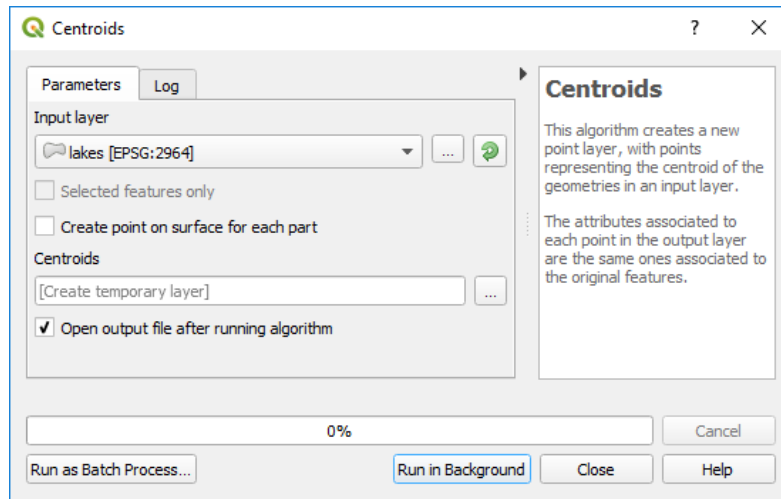 Centroids
?
Parameters
Log
Input layer
lakes [EPSG:2964]
...
Selected features only
Create point on surface for each part
Centroids
[Create temporary layer]
...
Open output file after running algorithm
Centroids
This algorithm creates a new
point layer, with points
representing the centroid of the
geometries in an input layer.
The attributes associated to
each point in the output layer
are the same ones associated to
the original features.
0%
Cancel
Run as Batch Process...
Run in Background
Close
Help